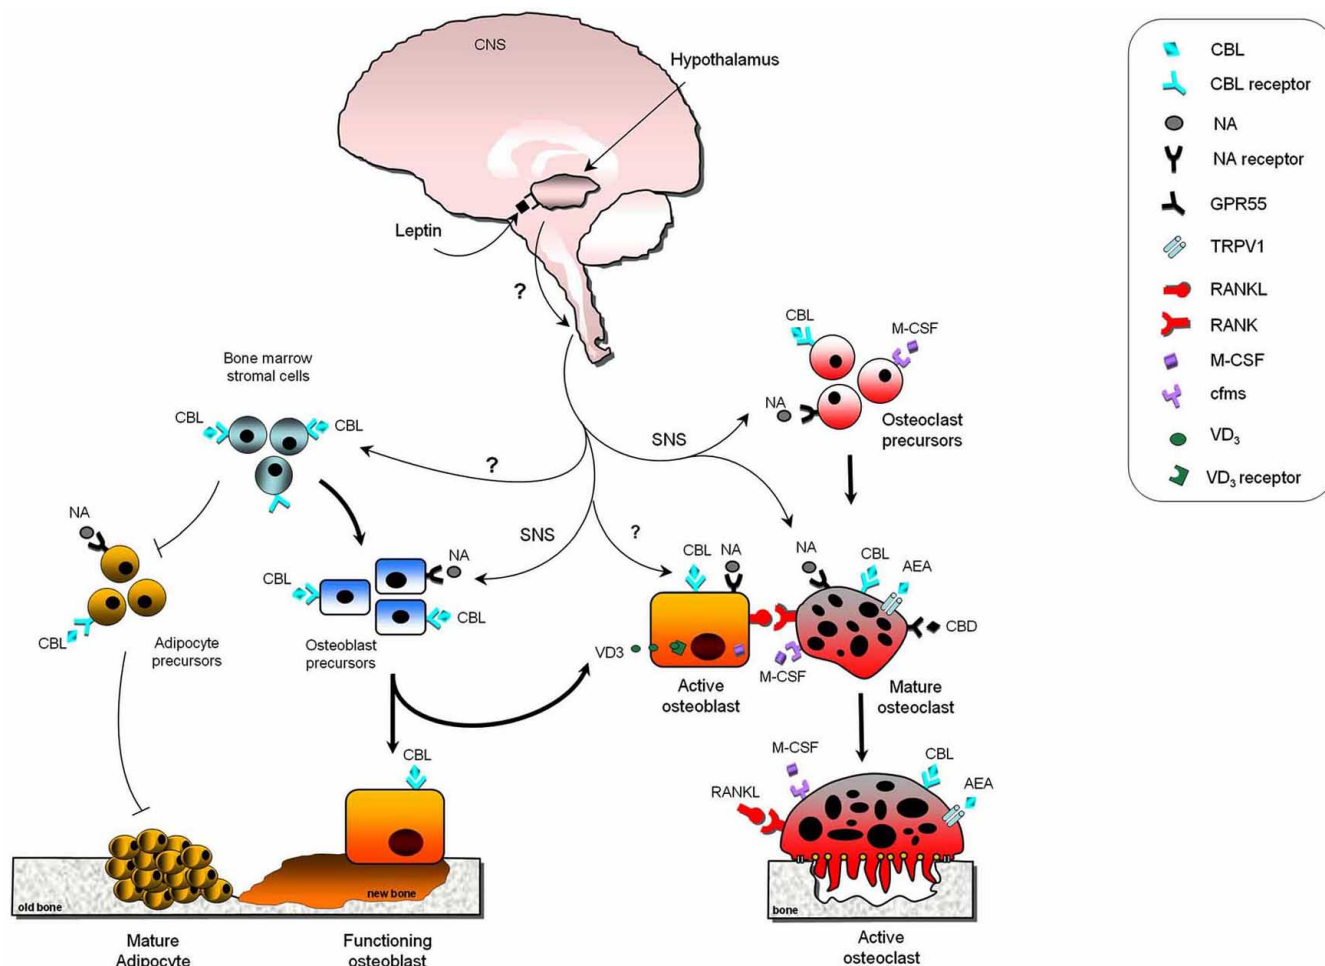 CNS
Hypothalamus
Leptin
?
CBL
M-CSF
NA
Osteoclast
precursors
Bone marrow
stromal cells
CBL
CBL
?
SNS
SNS
?
NA
Adipocyte
precursors
CBL
NA
CBL
CBL
Osteoblast
precursors
CBL
NA
VD3
Active
osteoblast
NA
CBL
AEA
CBD
M-CSF
Mature
osteoclast
CBL
old bone
new bone
Mature
Adipocyte
Functioning
osteoblast
M-CSF
RANKL
CBL
AEA
bone
Active
osteoclast
CBL
CBL receptor
NA
NA receptor
GPR55
TRPV1
RANKL
RANK
M-CSF
cfms
VD₃
VD₃ receptor